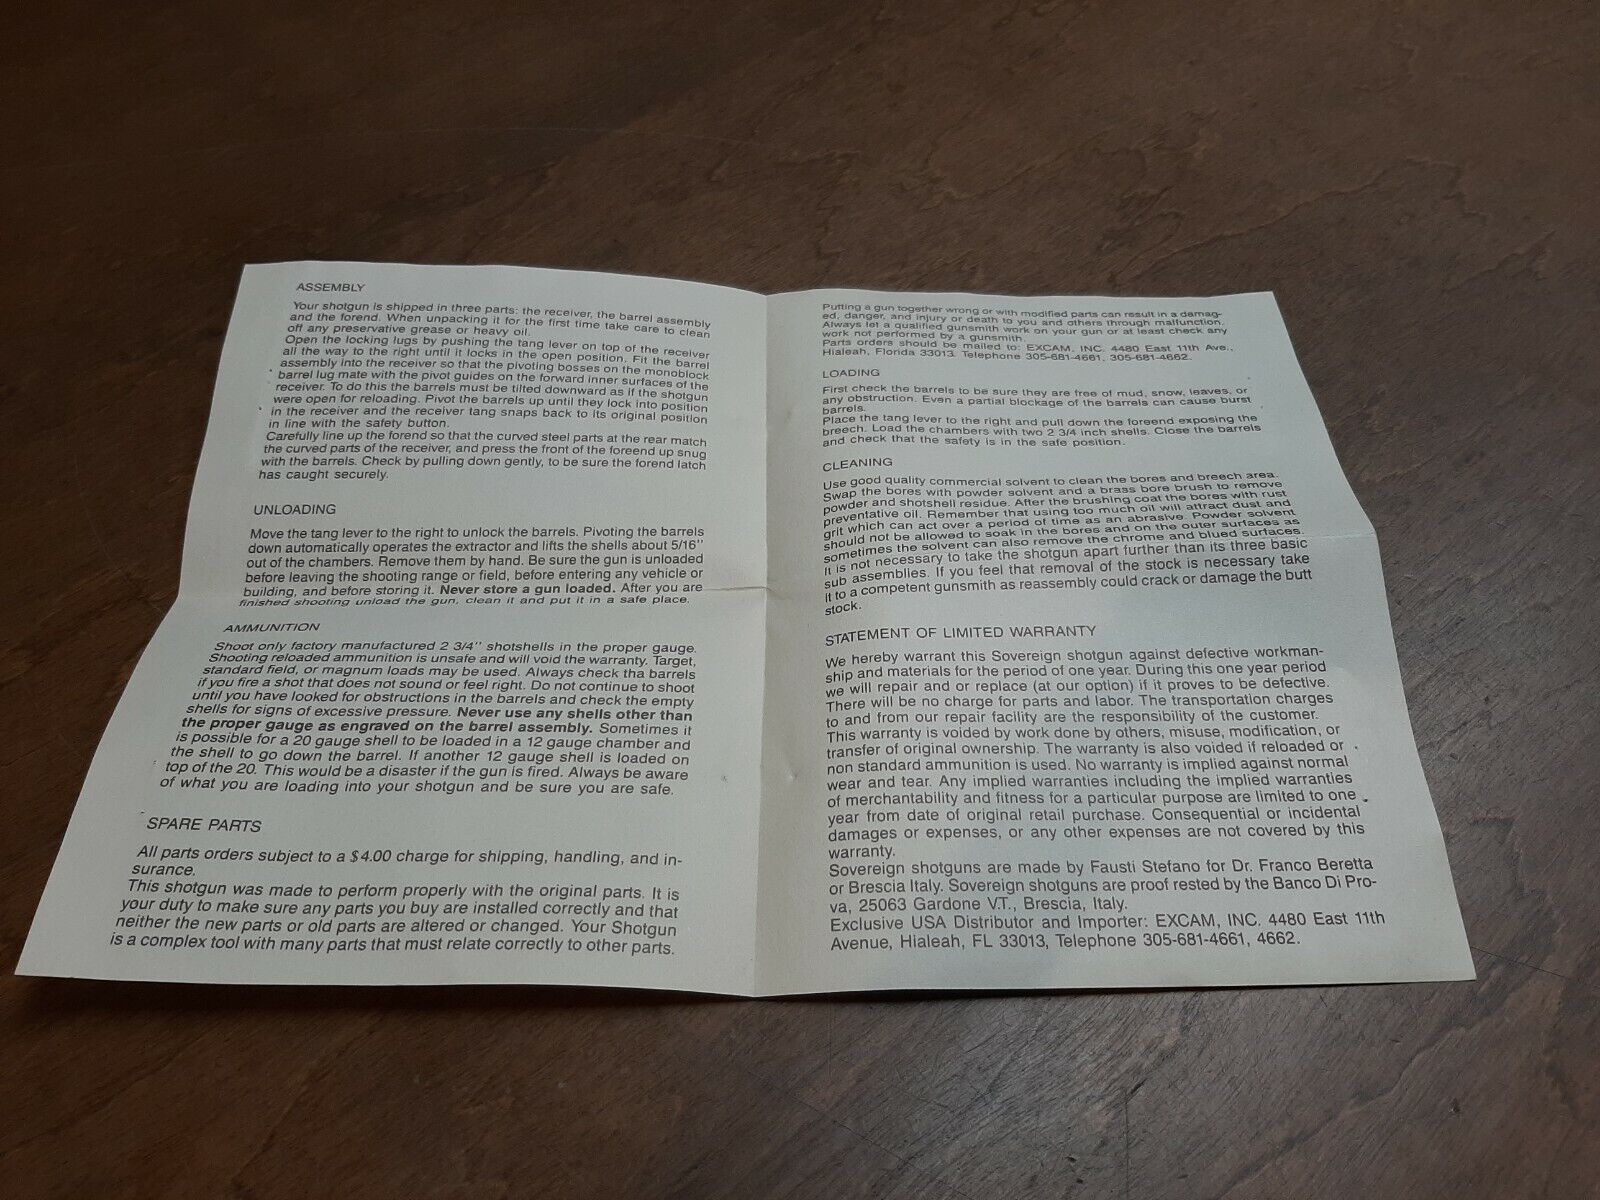 ASSEMBLY
Your shotgun is shipped in three parts: the receiver, the barrel assembly
and the forend. When unpacking it for the first time take care to clean
off any preservative grease or heavy oil.
Open the locking lugs by pushing the tang lever on top of the receiver
all the way to the right until it locks in the open position. Fit the barrel
assembly into the receiver so that the pivoting bosses on the monoblock
barrel lug mate with the pivot guides on the forward inner surfaces of the
receiver. To do this the barrels must be tilted downward as if the shotgun
were open for reloading. Pivot the barrels up until they lock into position
in the receiver and the receiver tang snaps back to its original position
in line with the safety button.
Carefully line up the forend so that the curved steel parts at the rear match
the curved parts of the receiver, and press the front of the foreend up snug
with the barrels. Check by pulling down gently, to be sure the forend latch
has caught securely.
UNLOADING
Move the tang lever to the right to unlock the barrels. Pivoting the barrels
down automatically operates the extractor and lifts the shells about 5/16"
out of the chambers. Remove them by hand. Be sure the gun is unloaded
before leaving the shooting range or field, before entering any vehicle or
building, and before storing it. Never store a gun loaded. After you are
finished shooting unload the gun, clean it and put it in a safe place.
AMMUNITION
Shoot only factory manufactured 2 3/4" shotshells in the proper gauge.
Shooting reloaded ammunition is unsafe and will void the warranty. Target,
standard field, or magnum loads may be used. Always check tha barrels
if you fire a shot that does not sound or feel right. Do not continue to shoot
until you have looked for obstructions in the barrels and check the empty
shells for signs of excessive pressure. Never use any shells other than
the proper gauge as engraved on the barrel assembly. Sometimes it
is possible for a 20 gauge shell to be loaded in a 12 gauge chamber and
the shell to go down the barrel. If another 12 gauge shell is loaded on
top of the 20. This would be a disaster if the gun is fired. Always be aware
of what you are loading into your shotgun and be sure you are safe.
SPARE PARTS
All parts orders subject to a $4.00 charge for shipping, handling, and in-
surance.
This shotgun was made to perform properly with the original parts. It is
your duty to make sure any parts you buy are installed correctly and that
neither the new parts or old parts are altered or changed. Your Shotgun
is a complex tool with many parts that must relate correctly to other parts.
Putting a gun together wrong or with modified parts can result in a damag-
ed, danger, and injury or death to you and others through malfunction.
Always let a qualified gunsmith work on your gun or at least check any
work not performed by a gunsmith.
Parts orders should be mailed to: EXCAM, INC. 4480 East 11th Ave.,
Hialeah, Florida 33013. Telephone 305-681-4661, 305-681-4662.
LOADING
First check the barrels to be sure they are free of mud, snow, leaves, or
any obstruction. Even a partial blockage of the barrels can cause burst
barrels.
Place the tang lever to the right and pull down the foreend exposing the
breech. Load the chambers with two 2 3/4 inch shells. Close the barrels
and check that the safety is in the safe position.
CLEANING
Use good quality commercial solvent to clean the bores and breech area.
Swap the bores with powder solvent and a brass bore brush to remove
powder and shotshell residue. After the brushing coat the bores with rust
preventative oil. Remember that using too much oil will attract dust and
grit which can act over a period of time as an abrasive. Powder solvent
should not be allowed to soak in the bores and on the outer surfaces as
sometimes the solvent can also remove the chrome and blued surfaces.
It is not necessary to take the shotgun apart further than its three basic
sub assemblies. If you feel that removal of the stock is necessary take
it to a competent gunsmith as reassembly could crack or damage the butt
stock.
STATEMENT OF LIMITED WARRANTY
We hereby warrant this Sovereign shotgun against defective workman-
ship and materials for the period of one year. During this one year period
we will repair and or replace (at our option) if it proves to be defective.
There will be no charge for parts and labor. The transportation charges
to and from our repair facility are the responsibility of the customer.
This warranty is voided by work done by others, misuse, modification, or
transfer of original ownership. The warranty is also voided if reloaded or
non standard ammunition is used. No warranty is implied against normal
wear and tear. Any implied warranties including the implied warranties
of merchantability and fitness for a particular purpose are limited to one
year from date of original retail purchase. Consequential or incidental
damages or expenses, or any other expenses are not covered by this
warranty.
Sovereign shotguns are made by Fausti Stefano for Dr. Franco Beretta
or Brescia Italy. Sovereign shotguns are proof rested by the Banco Di Pro-
va, 25063 Gardone V.T., Brescia, Italy.
Exclusive USA Distributor and Importer: EXCAM, INC. 4480 East 11th
Avenue, Hialeah, FL 33013, Telephone 305-681-4661, 4662.